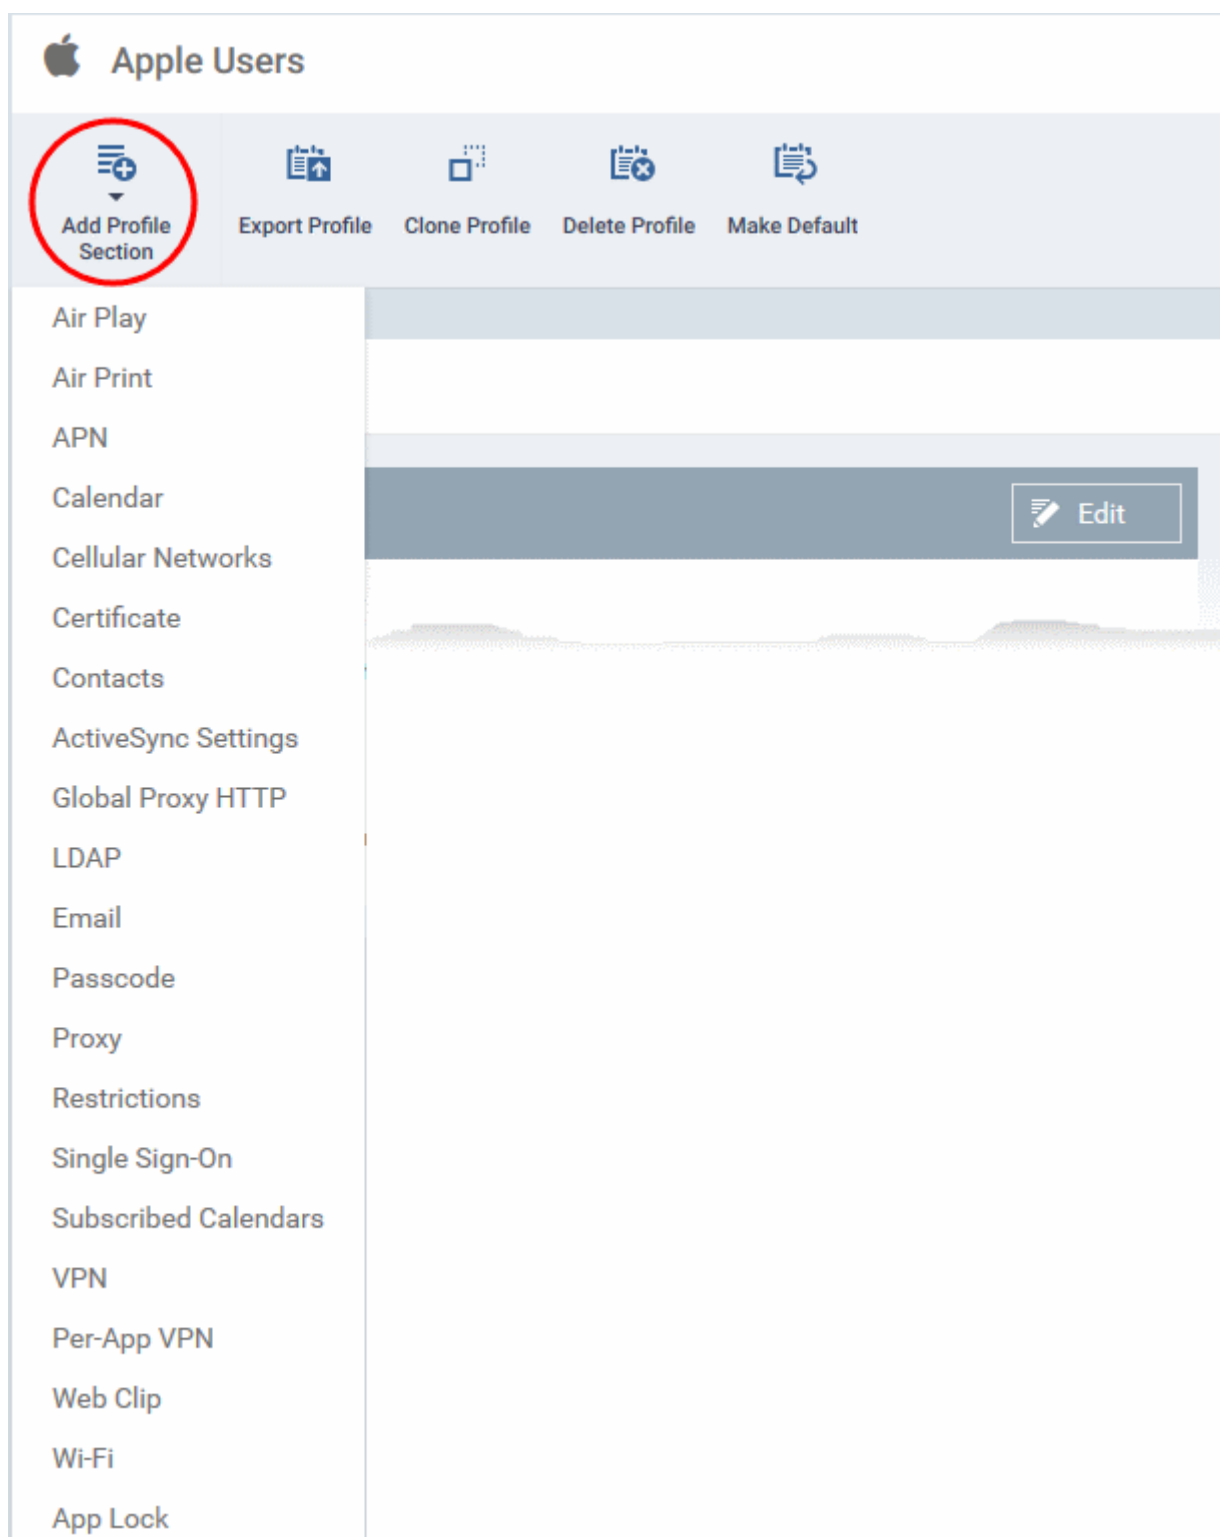 Apple Users
Add Profile
Section
Export Profile
Clone Profile
Delete Profile
Make Default
Air Play
Air Print
APN
Calendar
Edit
Cellular Networks
Certificate
Contacts
ActiveSync Settings
Global Proxy HTTP
LDAP
Email
Passcode
Proxy
Restrictions
Single Sign-On
Subscribed Calendars
VPN
Per-App VPN
Web Clip
Wi-Fi
App Lock